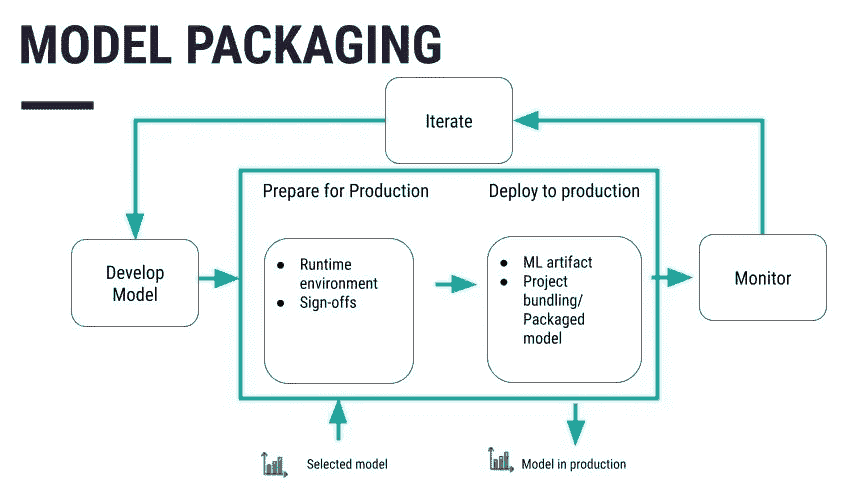 MODEL PACKAGING
Iterate
Prepare for Production
Deploy to production
Develop
Model
● Runtime
environment
● Sign-offs
● ML artifact
● Project
bundling/
Packaged
model
Monitor
Selected model
Model in production